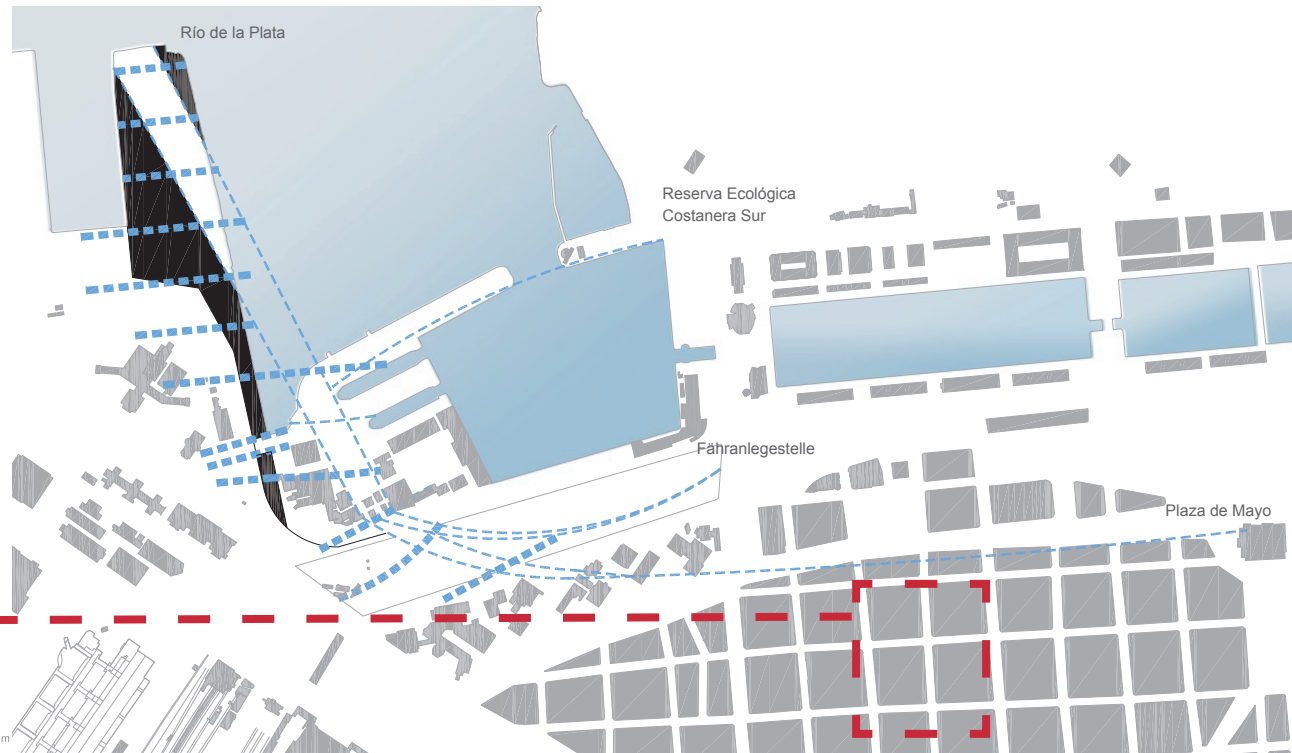 Río de la Plata
Reserva Ecológica
Costanera Sur
Fähranlegestelle
Plaza de Mayo
m